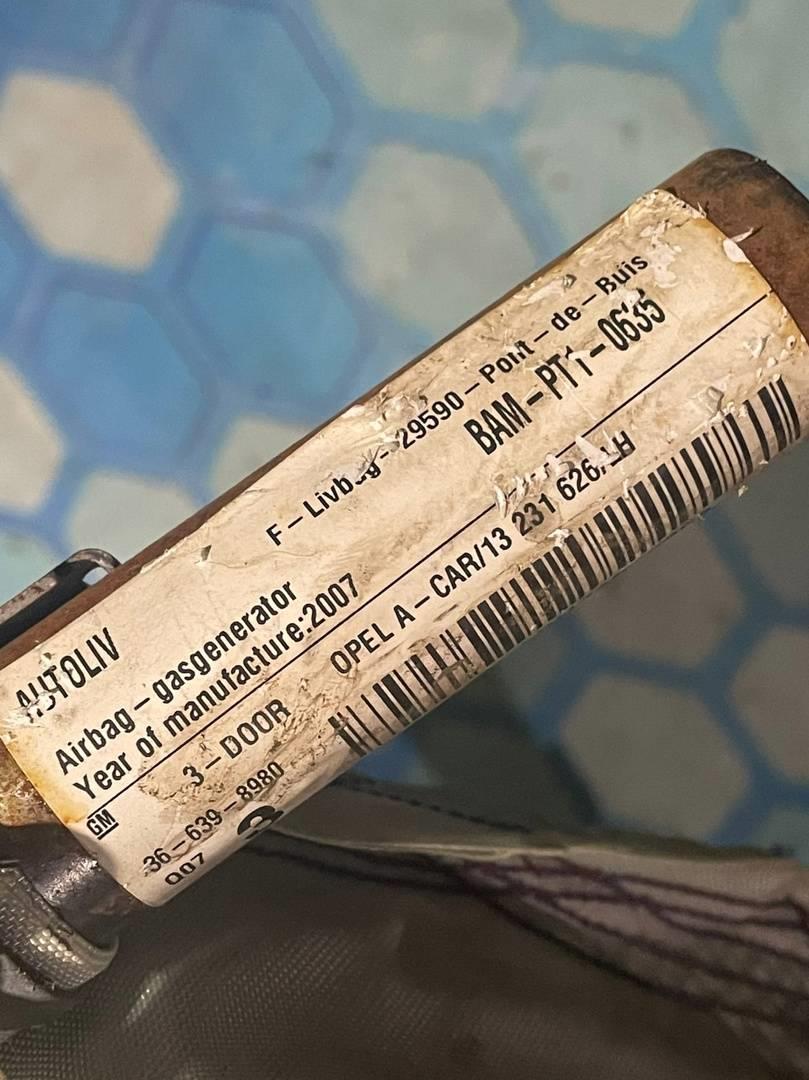 AUTOLIV
F – Livbag – 29590 – Pont – de – Buis
Airbag – gasgenerator
Year of manufacture:2007
BAM – PT1 – 0635
GM
3 – DOOR
OPEL A – CAR/13 231 626 LH
36 – 639 – 8980
007